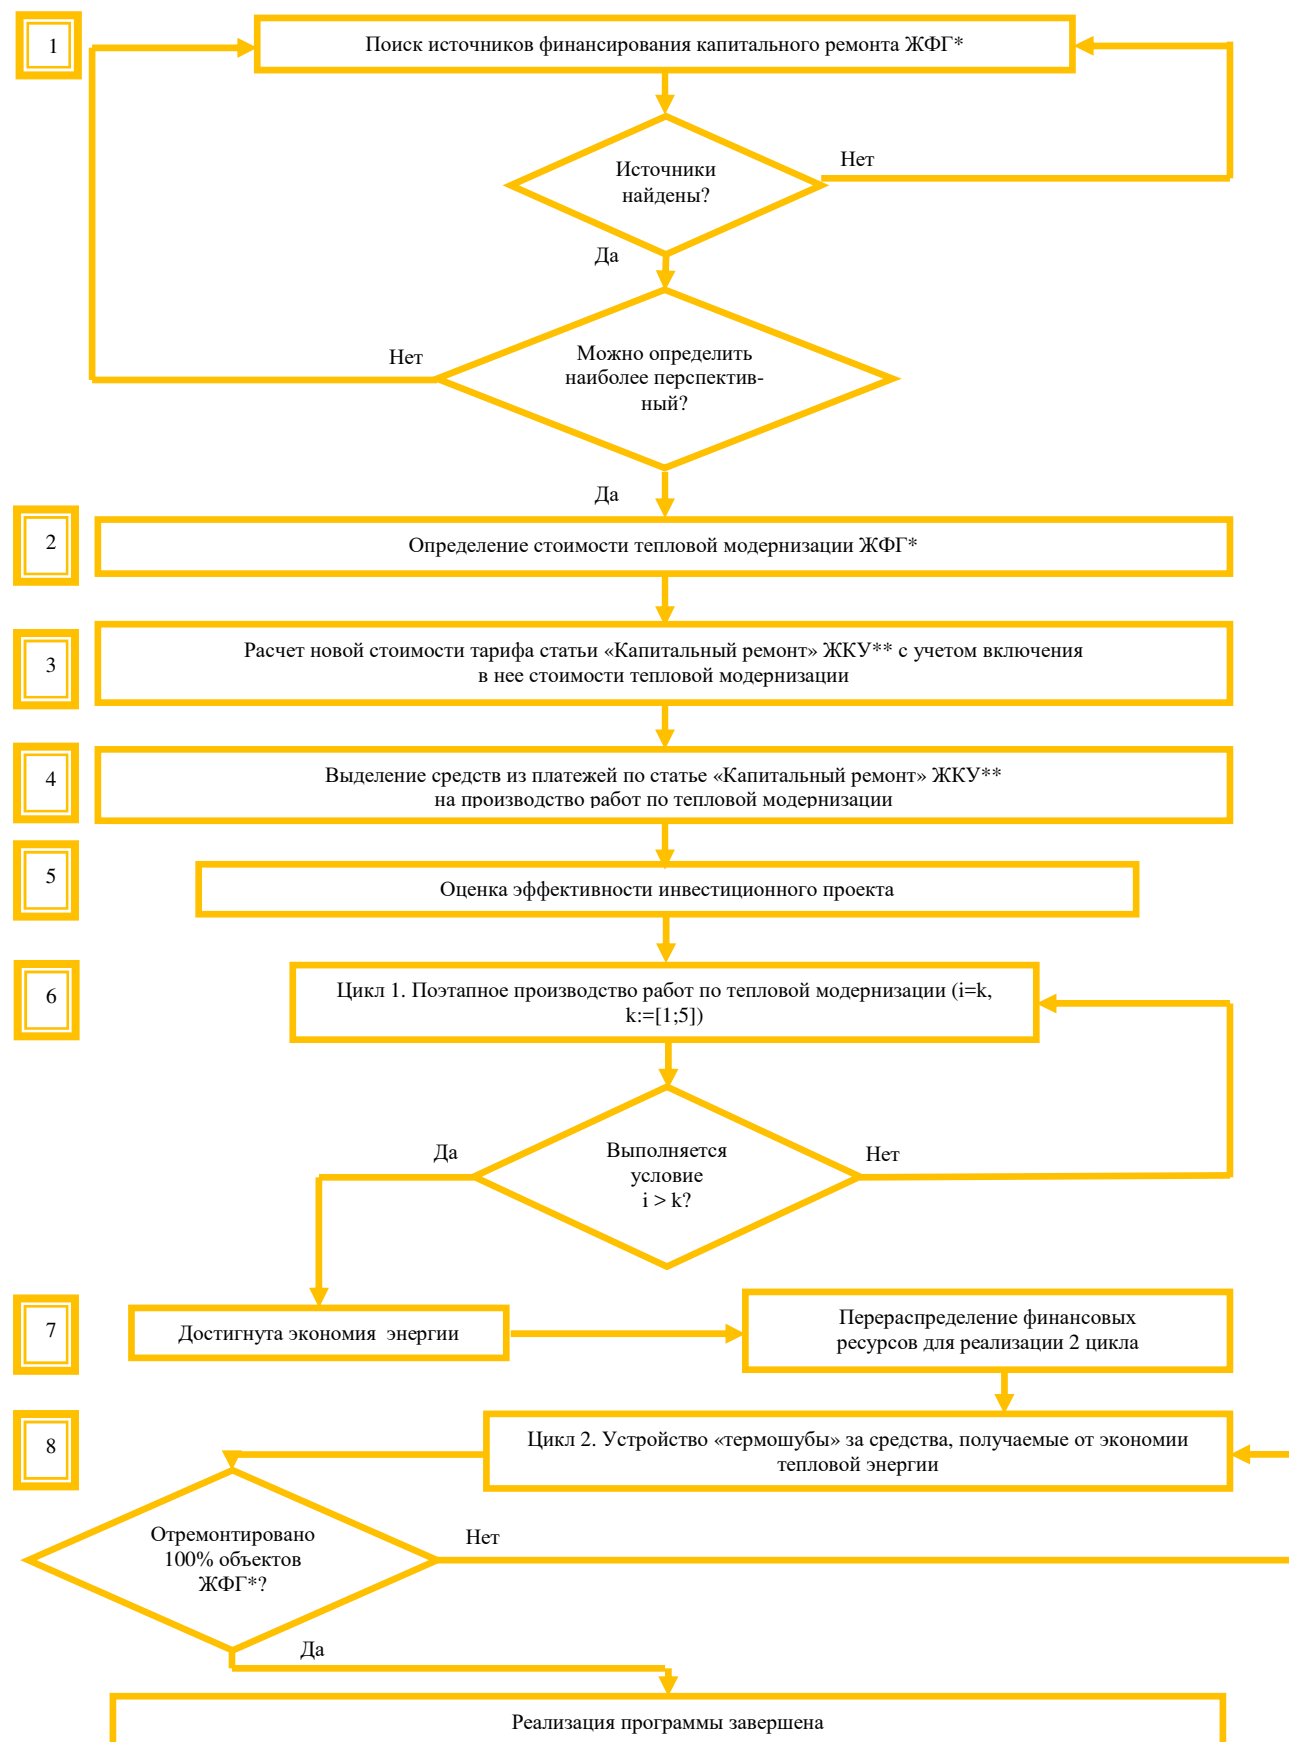 1
Поиск источников финансирования капитального ремонта ЖФГ*
Источники
найдены?
Нет
Да
Можно определить
наиболее перспектив-
ный?
Нет
Да
2
Определение стоимости тепловой модернизации ЖФГ*
3
Расчет новой стоимости тарифа статьи «Капитальный ремонт» ЖКУ** с учетом включения
в нее стоимости тепловой модернизации
4
Выделение средств из платежей по статье «Капитальный ремонт» ЖКУ**
на производство работ по тепловой модернизации
5
Оценка эффективности инвестиционного проекта
6
Цикл 1. Поэтапное производство работ по тепловой модернизации (i=k,
k:=[1;5])
Да
Выполняется
условие
i > k?
Нет
7
Достигнута экономия  энергии
Перераспределение финансовых
ресурсов для реализации 2 цикла
8
Цикл 2. Устройство «термошубы» за средства, получаемые от экономии
тепловой энергии
Отремонтировано
100% объектов
ЖФГ*?
Нет
Да
Реализация программы завершена